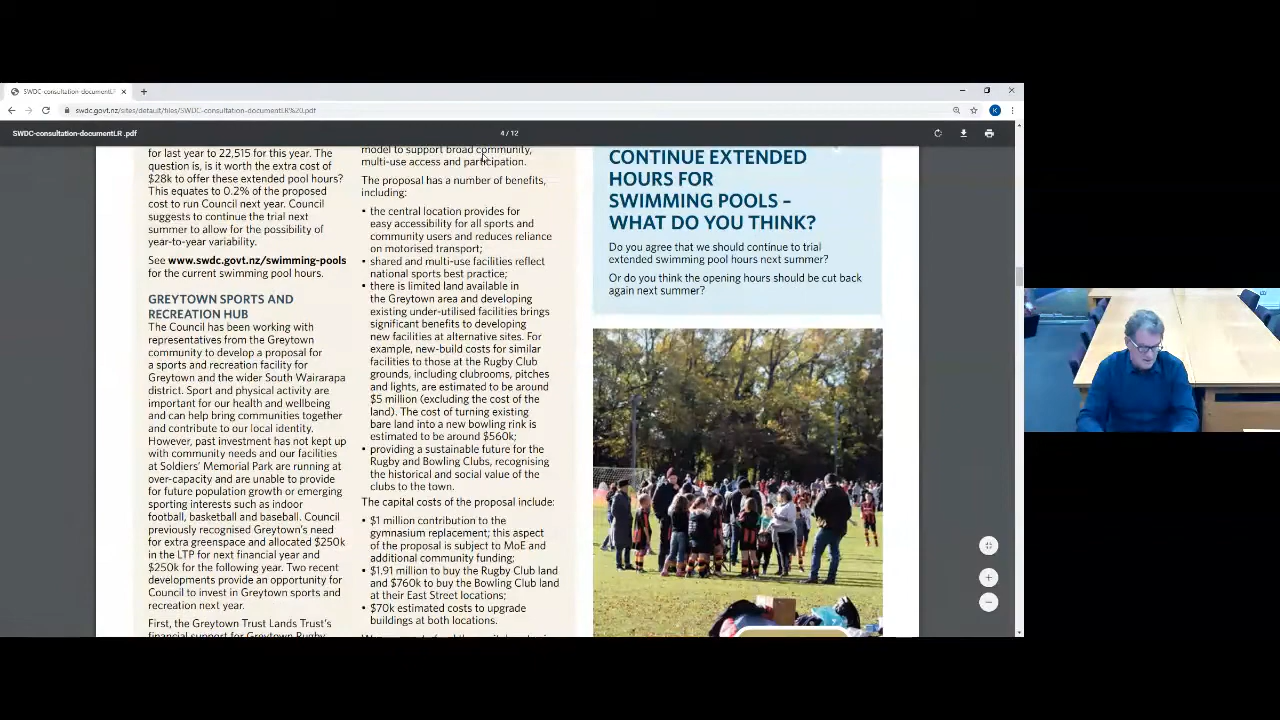 SWDC-consultation-documentLR
swdc.govt.nz/sites/default/files/SWDC-consultation-documentLR%20.pdf
K
SWDC-consultation-documentLR .pdf
4 / 12
for last year to 22,515 for this year. The
question is, is it worth the extra cost of
$28k to offer these extended pool hours?
This equates to 0.2% of the proposed
cost to run Council next year. Council
suggests to continue the trial next
summer to allow for the possibility of
year-to-year variability.
See www.swdc.govt.nz/swimming-pools
for the current swimming pool hours.
GREYTOWN SPORTS AND
RECREATION HUB
The Council has been working with
representatives from the Greytown
community to develop a proposal for
a sports and recreation facility for
Greytown and the wider South Wairarapa
district. Sport and physical activity are
important for our health and wellbeing
and can help bring communities together
and contribute to our local identity.
However, past investment has not kept up
with community needs and our facilities
at Soldiers' Memorial Park are running at
over-capacity and are unable to provide
for future population growth or emerging
sporting interests such as indoor
football, basketball and baseball. Council
previously recognised Greytown's need
for extra greenspace and allocated $250k
in the LTP for next financial year and
$250k for the following year. Two recent
developments provide an opportunity for
Council to invest in Greytown sports and
recreation next year.
First, the Greytown Trust Lands Trust's
financial support for Greytown Rugby
model to support broad community,
multi-use access and participation.
The proposal has a number of benefits,
including:
• the central location provides for
easy accessibility for all sports and
community users and reduces reliance
on motorised transport;
• shared and multi-use facilities reflect
national sports best practice;
• there is limited land available in
the Greytown area and developing
existing under-utilised facilities brings
significant benefits to developing
new facilities at alternative sites. For
example, new-build costs for similar
facilities to those at the Rugby Club
grounds, including clubrooms, pitches
and lights, are estimated to be around
$5 million (excluding the cost of the
land). The cost of turning existing
bare land into a new bowling rink is
estimated to be around $560k;
• providing a sustainable future for the
Rugby and Bowling Clubs, recognising
the historical and social value of the
clubs to the town.
The capital costs of the proposal include:
• $1 million contribution to the
gymnasium replacement; this aspect
of the proposal is subject to MoE and
additional community funding;
• $1.91 million to buy the Rugby Club land
and $760k to buy the Bowling Club land
at their East Street locations;
• $70k estimated costs to upgrade
buildings at both locations.
CONTINUE EXTENDED
HOURS FOR
SWIMMING POOLS –
WHAT DO YOU THINK?
Do you agree that we should continue to trial
extended swimming pool hours next summer?
Or do you think the opening hours should be cut back
again next summer?